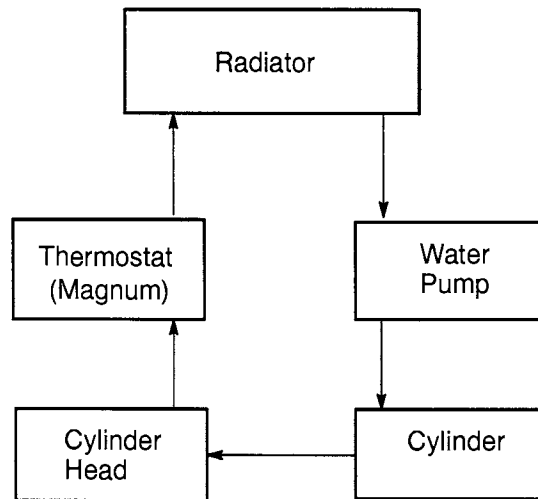 Radiator
Thermostat
(Magnum)
Water
Pump
Cylinder
Head
Cylinder